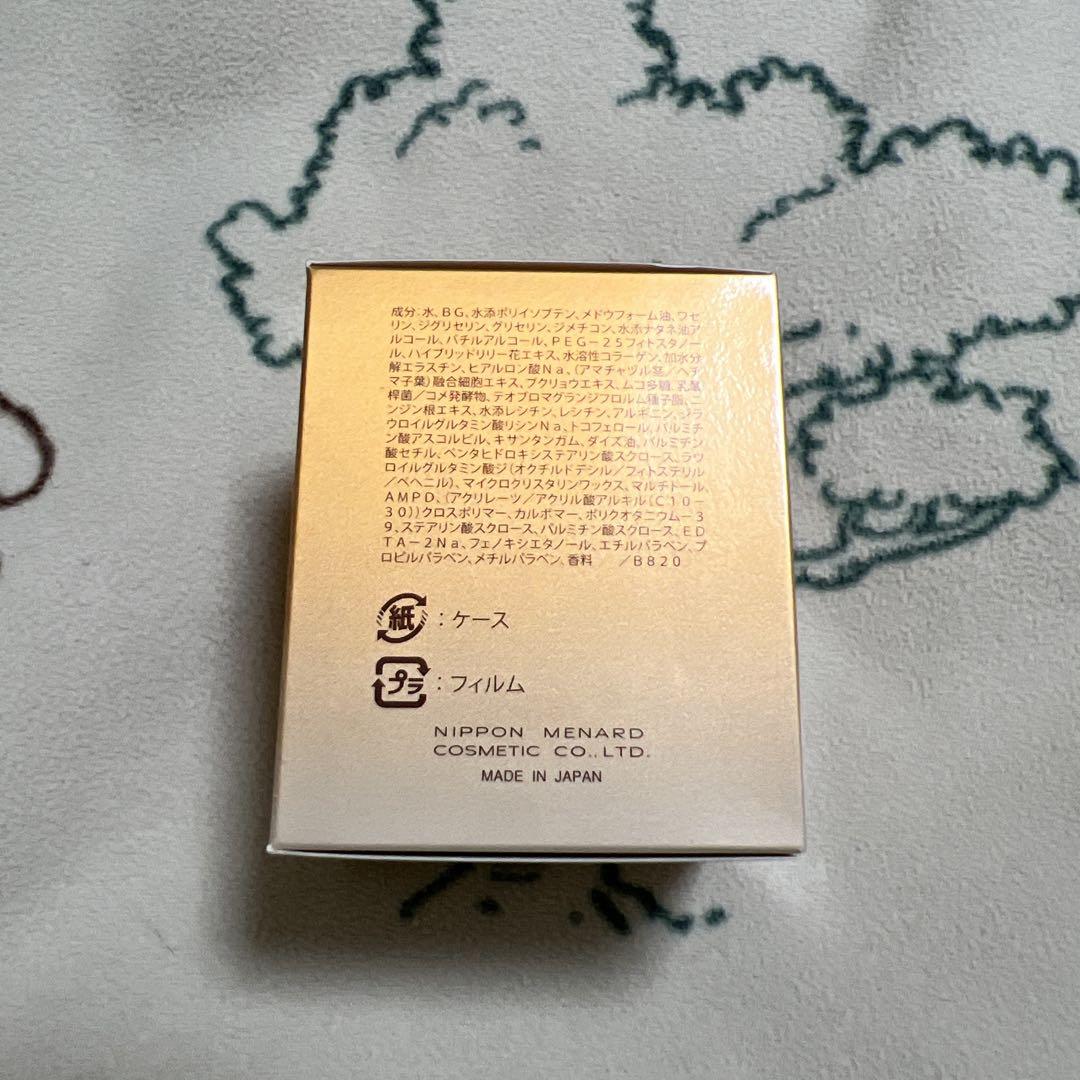 成分:水、BG、水添ポリイソブテン、メドウフォーム油、ワセ
リン、ジグリセリン、グリセリン、ジメチコン、水添ナタネ油ア
ルコール、バチルアルコール、PEG-25フィトスタノー
ル、ハイブリッドリリー花エキス、水溶性コラーゲン、加水分
解エラスチン、ヒアルロン酸Na、(アマチャヅル茎/ヘチ
マ子葉)融合細胞エキス、ブクリョウエキス、ムコ多糖、乳酸
桿菌/コメ発酵物、テオブロマグランジフロルム種子脂、ニ
ンジン根エキス、水添レシチン、レシチン、アルギニン、ジラ
ウロイルグルタミン酸リシンNa、トコフェロール、パルミチ
ン酸アスコルビル、キサンタンガム、ダイズ油、パルミチン
酸セチル、ペンタヒドロキシステアリン酸スクロース、ラウ
ロイルグルタミン酸ジ(オクチルドデシル/フィトステリル
/ベヘニル)、マイクロクリスタリンワックス、マルチトール、
AMPD、(アクリレーツ/アクリル酸アルキル(C10-
30))クロスポリマー、カルボマー、ポリクオタニウム-3
9、ステアリン酸スクロース、パルミチン酸スクロース、ED
TA-2Na、フェノキシエタノール、エチルパラベン、プ
ロピルパラベン、メチルパラベン、香料 /B820
紙:ケース
プラ:フィルム
NIPPON MENARD
COSMETIC CO.,LTD.
MADE IN JAPAN